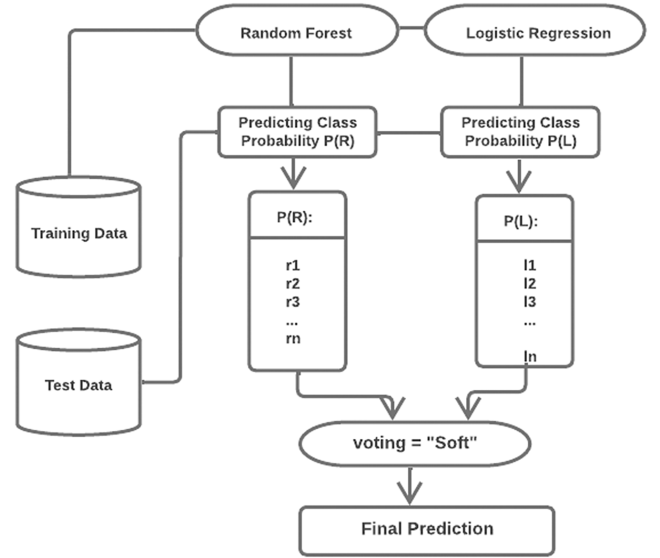 Random Forest
Logistic Regression
Predicting Class
Probability P(R)
Predicting Class
Probability P(L)
Training Data
P(R):
r1
r2
r3
...
rn
P(L):
l1
l2
l3
...
ln
Test Data
voting = "Soft"
Final Prediction